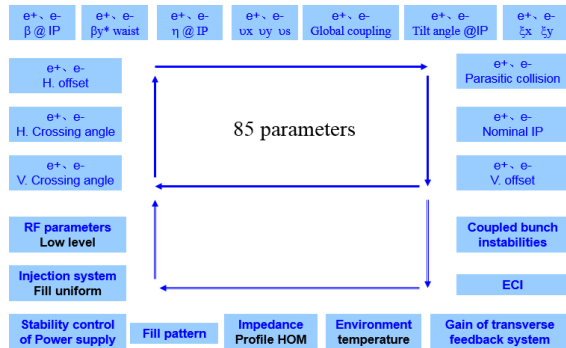 e+、e-
β @ IP
e+、e-
βy* waist
e+、e-
η @ IP
e+、e-
υx υy υs
e+、e-
Global coupling
e+、e-
Tilt angle @IP
e+、e-
ξx ξy
e+、e-
H. offset
e+、e-
Parasitic collision
85 parameters
e+、e-
H. Crossing angle
e+、e-
Nominal IP
e+、e-
V. Crossing angle
e+、e-
V. offset
RF parameters
Low level
Coupled bunch
instabilities
Injection system
Fill uniform
ECI
Stability control
of Power supply
Fill pattern
Impedance
Profile HOM
Environment
temperature
Gain of transverse
feedback system